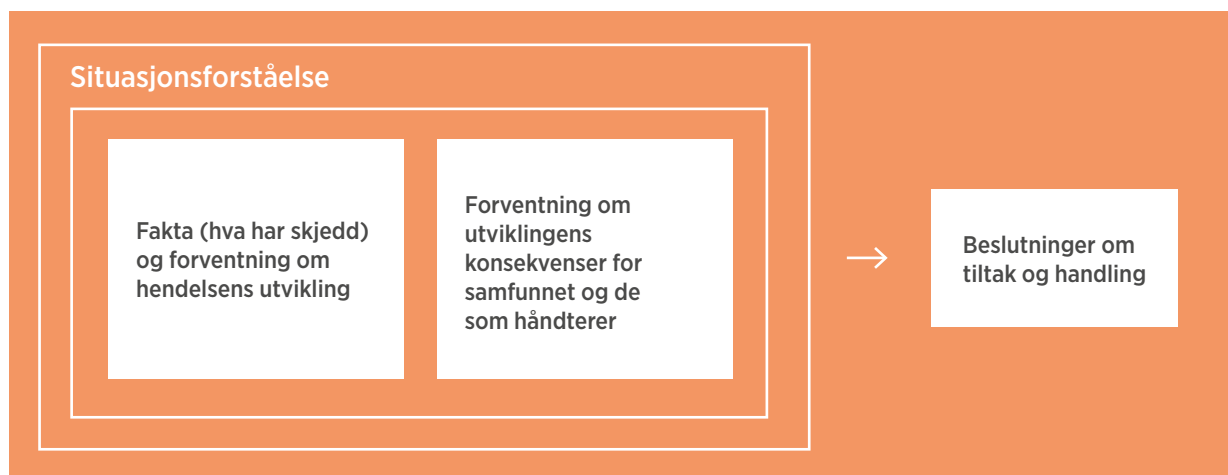 Situasjonsforståelse
Fakta (hva har skjedd)
og forventning om
hendelsens utvikling
Forventning om
utviklingens
konsekvenser for
samfunnet og de
som håndterer
Beslutninger om
tiltak og handling